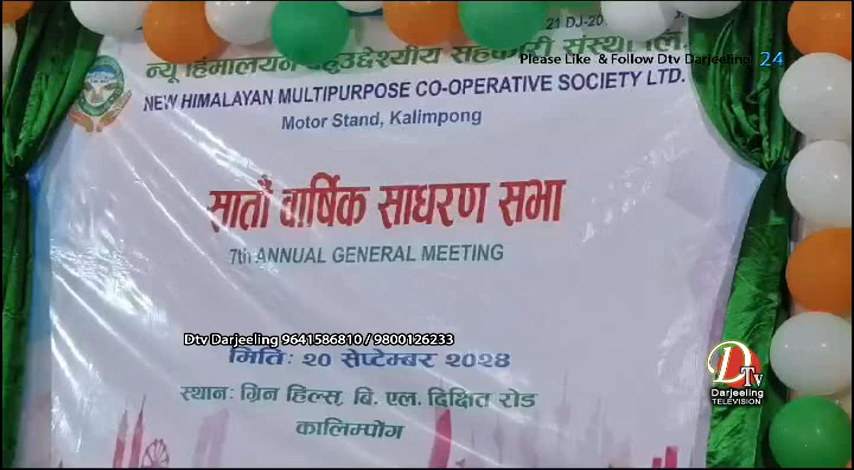 21 DJ-20
न्यू हिमालयन बहुउद्देश्यीय सहकारी संस्था लि.
Please Like & Follow Dtv Darjeeling 24
NEW HIMALAYAN MULTIPURPOSE CO-OPERATIVE SOCIETY LTD.
Motor Stand, Kalimpong
सातौ वार्षिक साधरण सभा
7th ANNUAL GENERAL MEETING
Dtv Darjeeling 9641586810 / 9800126233
मिति: २० सेप्टेम्बर २०२४
स्थान: ग्रिन हिल्स, बि. एल. दिक्षित रोड
कालिम्पोंग
DTv
Darjeeling
TELEVISION